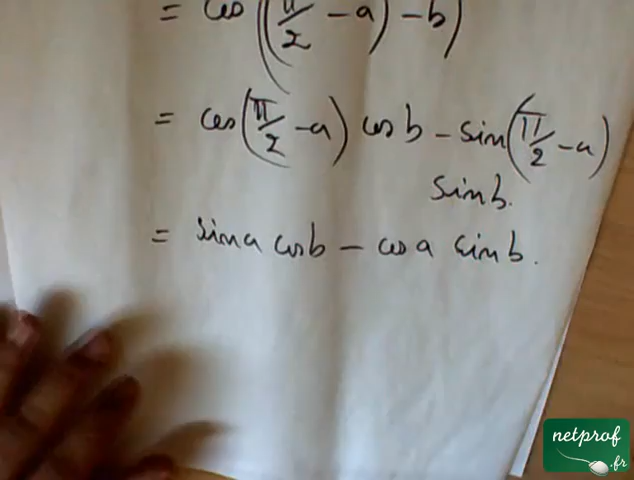 = cos((π/2 - a) - b)
= cos(π/2 - a) cos b - sin(π/2 - a)
sin b.
= sin a cos b - cos a sin b.
netprof
.fr